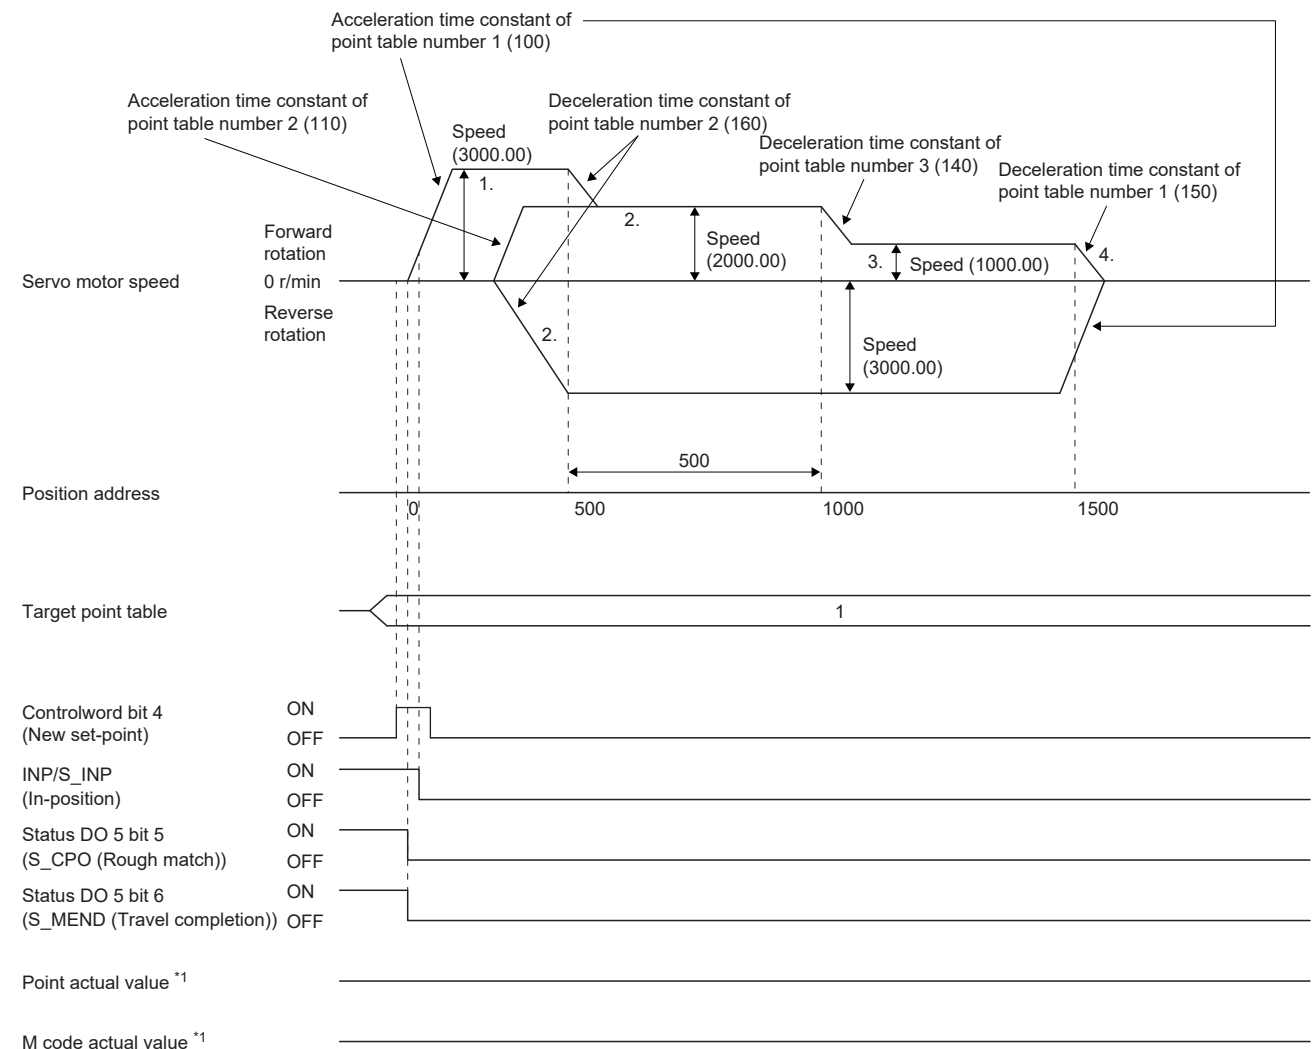 Acceleration time constant of
point table number 1 (100)
Acceleration time constant of
point table number 2 (110)
Deceleration time constant of
point table number 2 (160)
Speed
(3000.00)
Deceleration time constant of
point table number 3 (140)
Deceleration time constant of
point table number 1 (150)
1.
2.
Speed
(2000.00)
3.
Speed (1000.00)
4.
Forward
rotation
Servo motor speed
0 r/min
Reverse
rotation
2.
Speed
(3000.00)
500
Position address
0
500
1000
1500
Target point table
1
Controlword bit 4
(New set-point)
ON
OFF
INP/S_INP
(In-position)
ON
OFF
Status DO 5 bit 5
(S_CPO (Rough match))
ON
OFF
Status DO 5 bit 6
(S_MEND (Travel completion))
ON
OFF
Point actual value *1
M code actual value *1